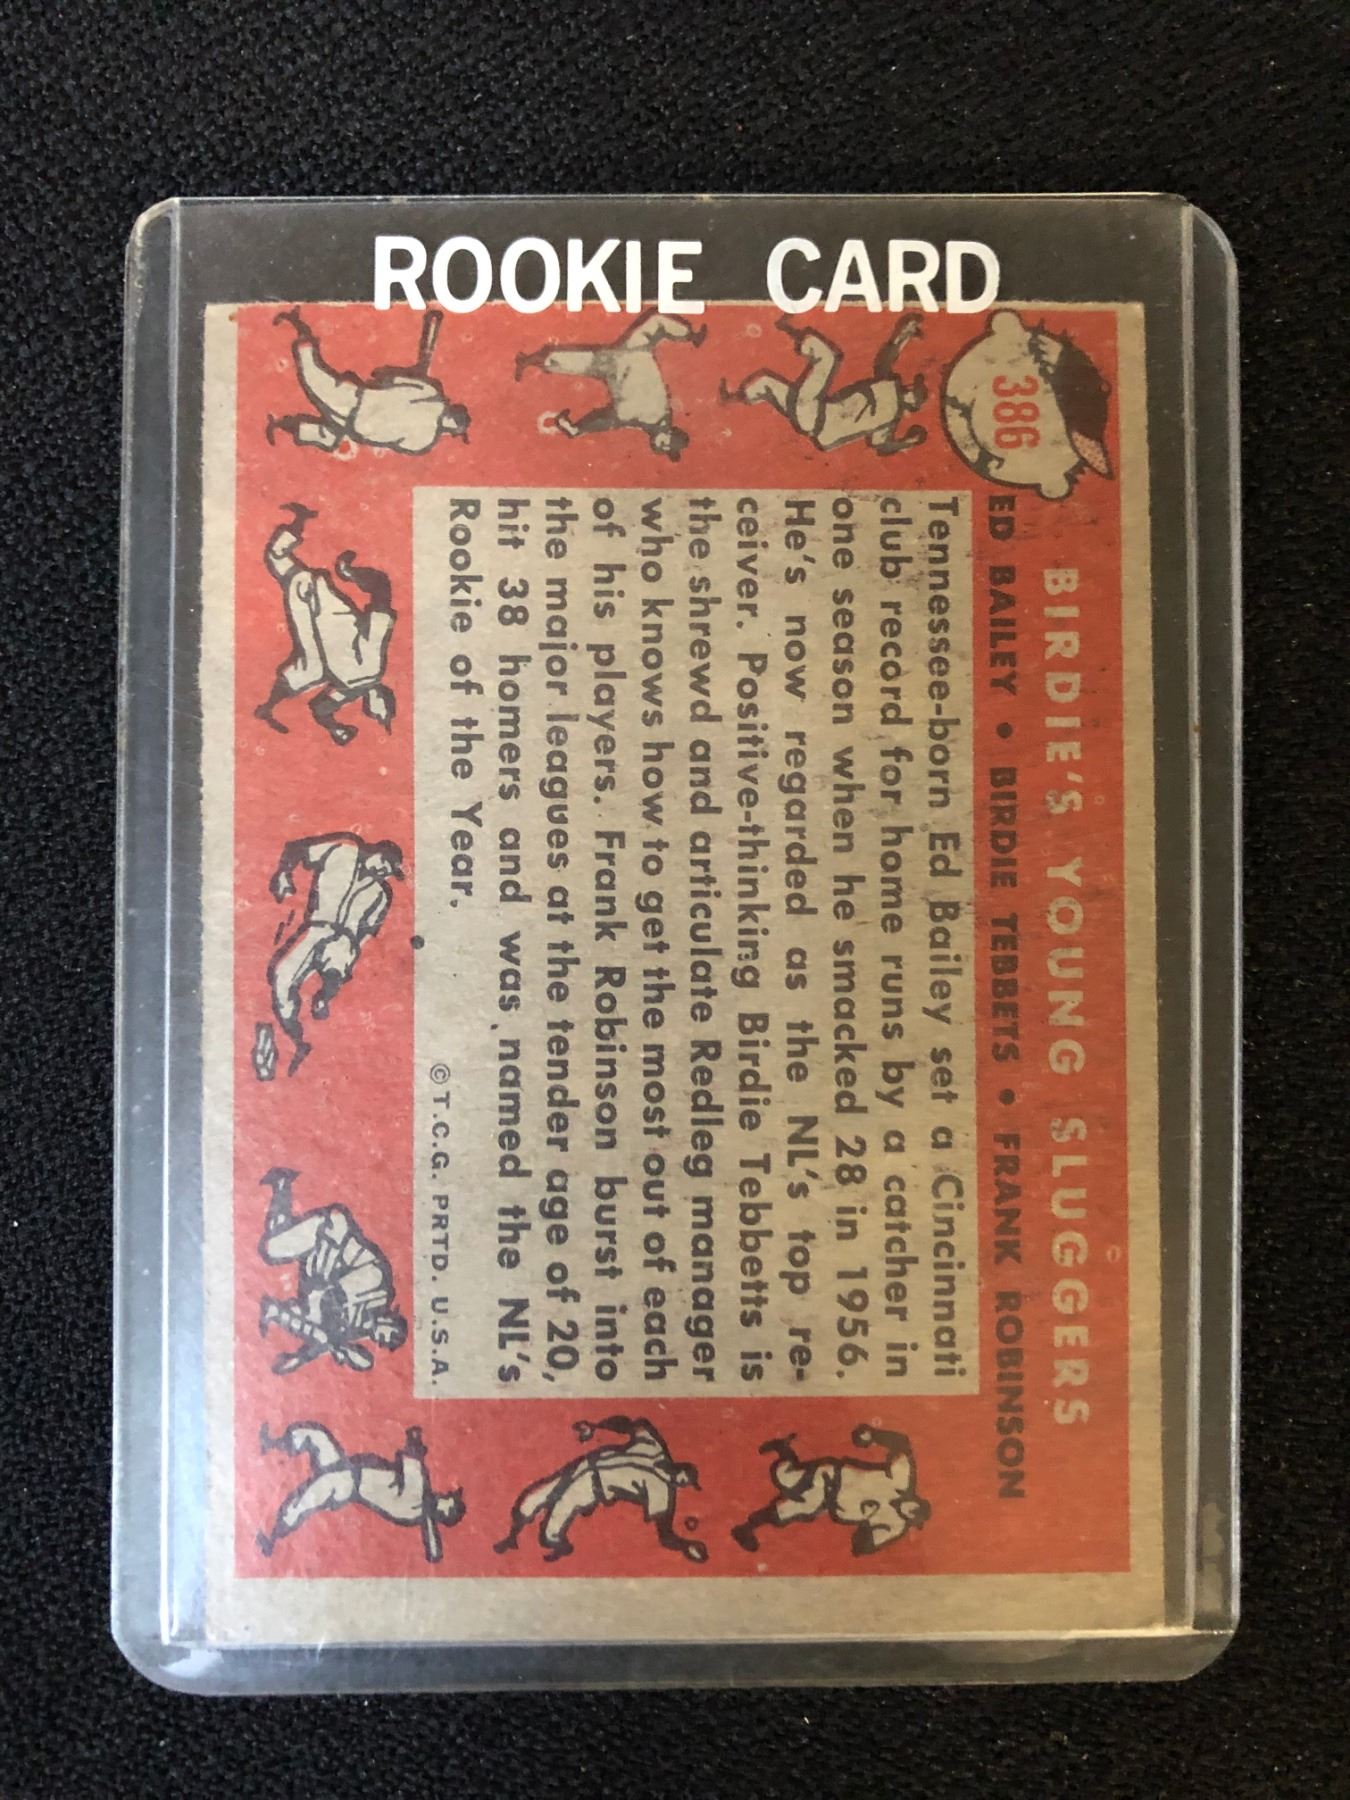 ROOKIE CARD
386
BIRDIE'S YOUNG SLUGGERS
ED BAILEY • BIRDIE TEBBETS • FRANK ROBINSON
Tennessee-born Ed Bailey set a Cincinnati
club record for home runs by a catcher in
one season when he smacked 28 in 1956.
He's now regarded as the NL's top re-
ceiver. Positive-thinking Birdie Tebbetts is
the shrewd and articulate Redleg manager
who knows how to get the most out of each
of his players. Frank Robinson burst into
the major leagues at the tender age of 20,
hit 38 homers and was named the NL's
Rookie of the Year.
© T.C.G. PRTD. U.S.A.